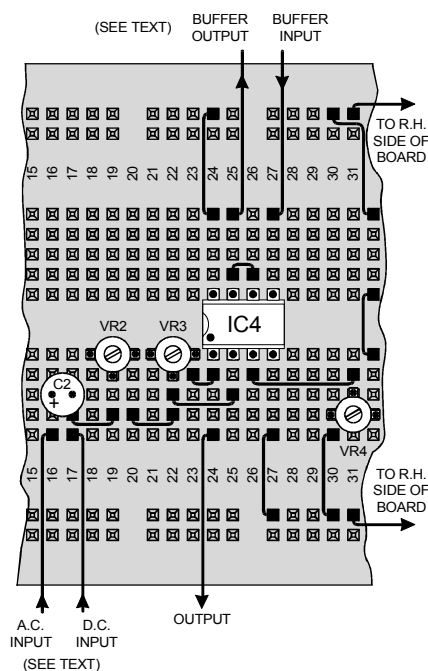 (SEE TEXT)
BUFFER
OUTPUT
BUFFER
INPUT
TO R.H.
SIDE OF
BOARD
15 16 17 18 19 20 21 22 23 24 25 26 27 28 29 30 31
IC4
VR2
VR3
C2
+
VR4
15 16 17 18 19 20 21 22 23 24 25 26 27 28 29 30 31
TO R.H.
SIDE OF
BOARD
A.C.
INPUT
D.C.
INPUT
(SEE TEXT)
OUTPUT